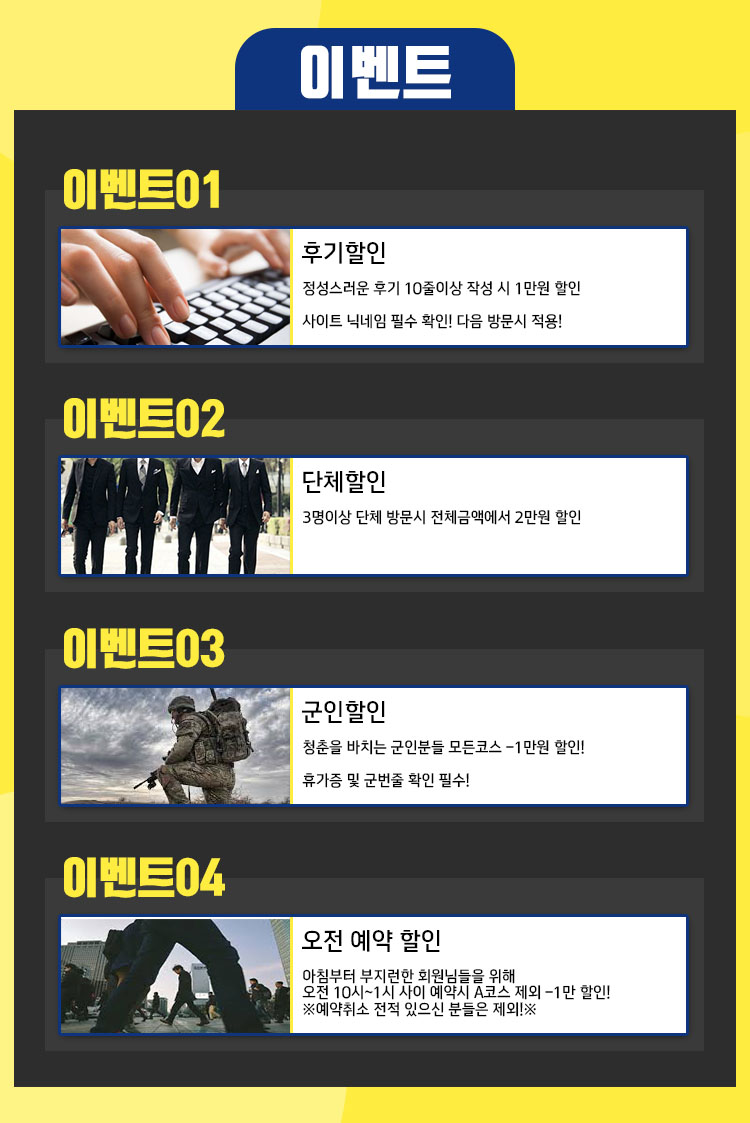 이벤트
이벤트01
후기할인
정성스러운 후기 10줄이상 작성 시 1만원 할인
사이트 닉네임 필수 확인! 다음 방문시 적용!
이벤트02
단체할인
3명이상 단체 방문시 전체금액에서 2만원 할인
이벤트03
군인할인
청춘을 바치는 군인분들 모든코스 -1만원 할인!
휴가증 및 군번줄 확인 필수!
이벤트04
오전 예약 할인
아침부터 부지런한 회원님들을 위해
오전 10시~1시 사이 예약시 A코스 제외 -1만 할인!
※예약취소 전적 있으신 분들은 제외!※